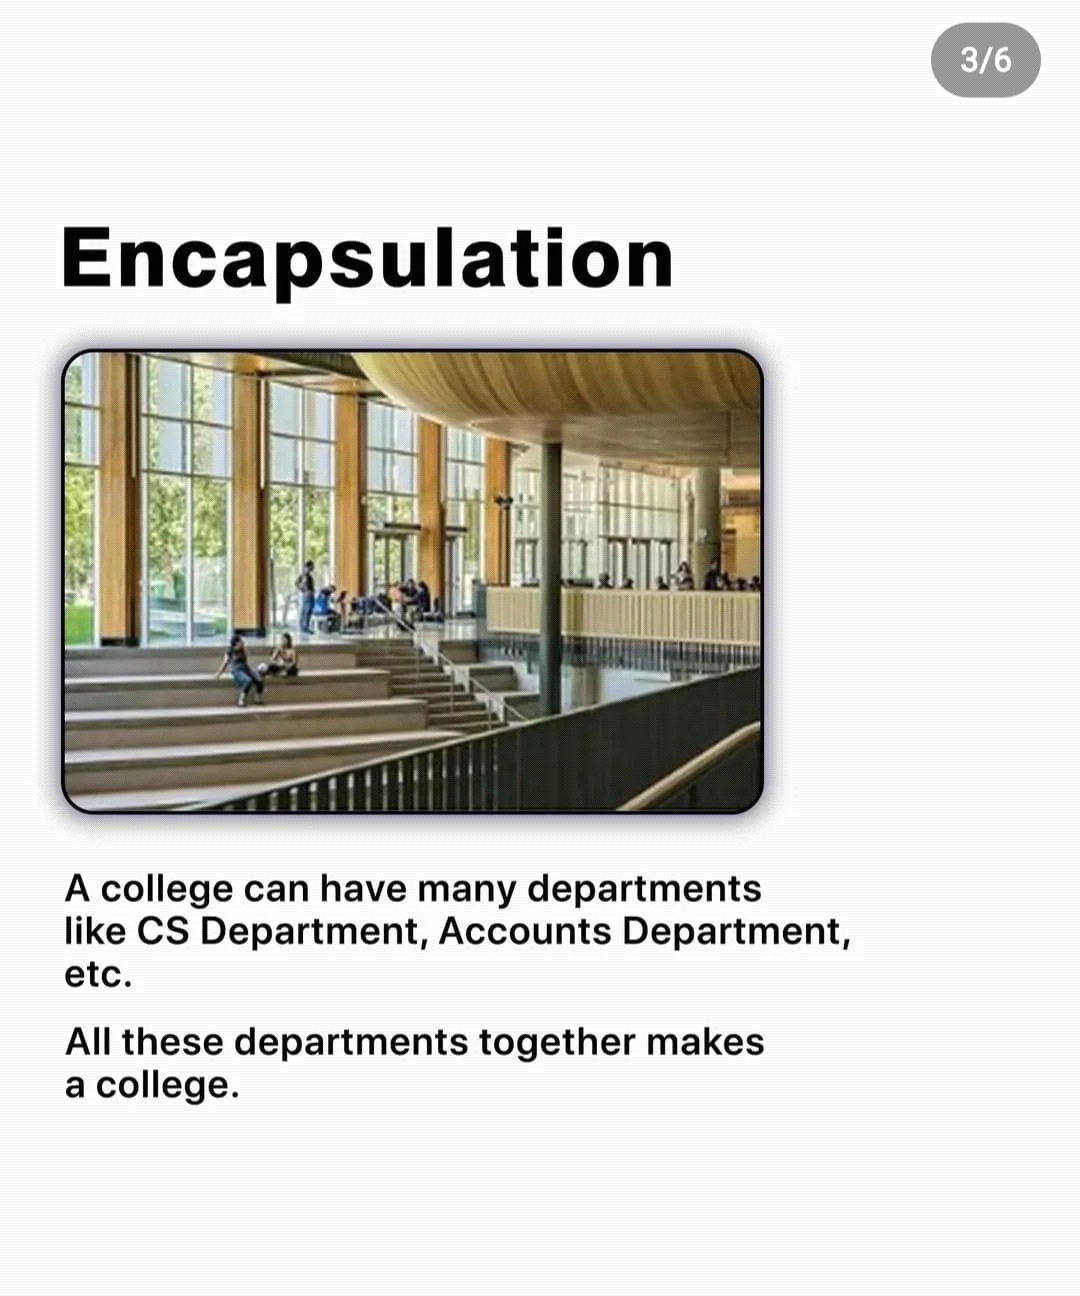 3/6
Encapsulation
A college can have many departments
like CS Department, Accounts Department,
etc.
All these departments together makes
a college.